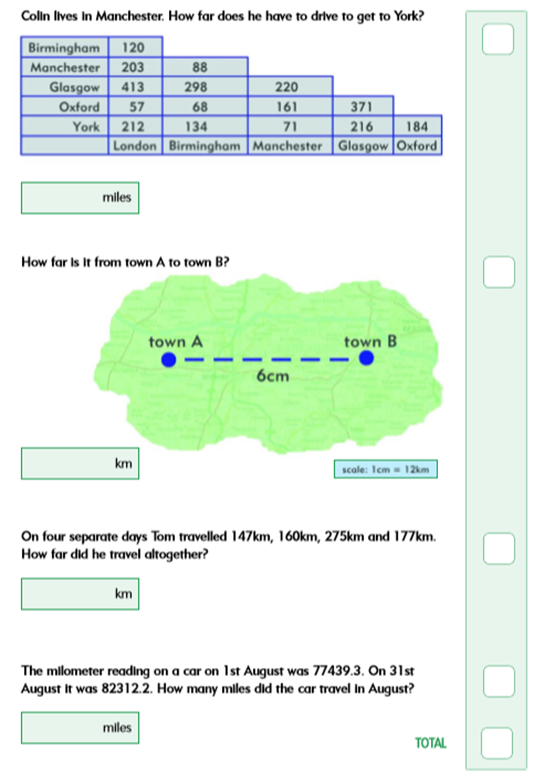 Colin lives in Manchester. How far does he have to drive to get to York?
Birmingham 120
Manchester 203 88
Glasgow 413 298 220
Oxford 57 68 161 371
York 212 134 71 216 184
London Birmingham Manchester Glasgow Oxford
miles
How far is it from town A to town B?
town A town B
6cm
km
scale: 1cm = 12km
On four separate days Tom travelled 147km, 160km, 275km and 177km.
How far did he travel altogether?
km
The milometer reading on a car on 1st August was 77439.3. On 31st
August it was 82312.2. How many miles did the car travel in August?
miles
TOTAL